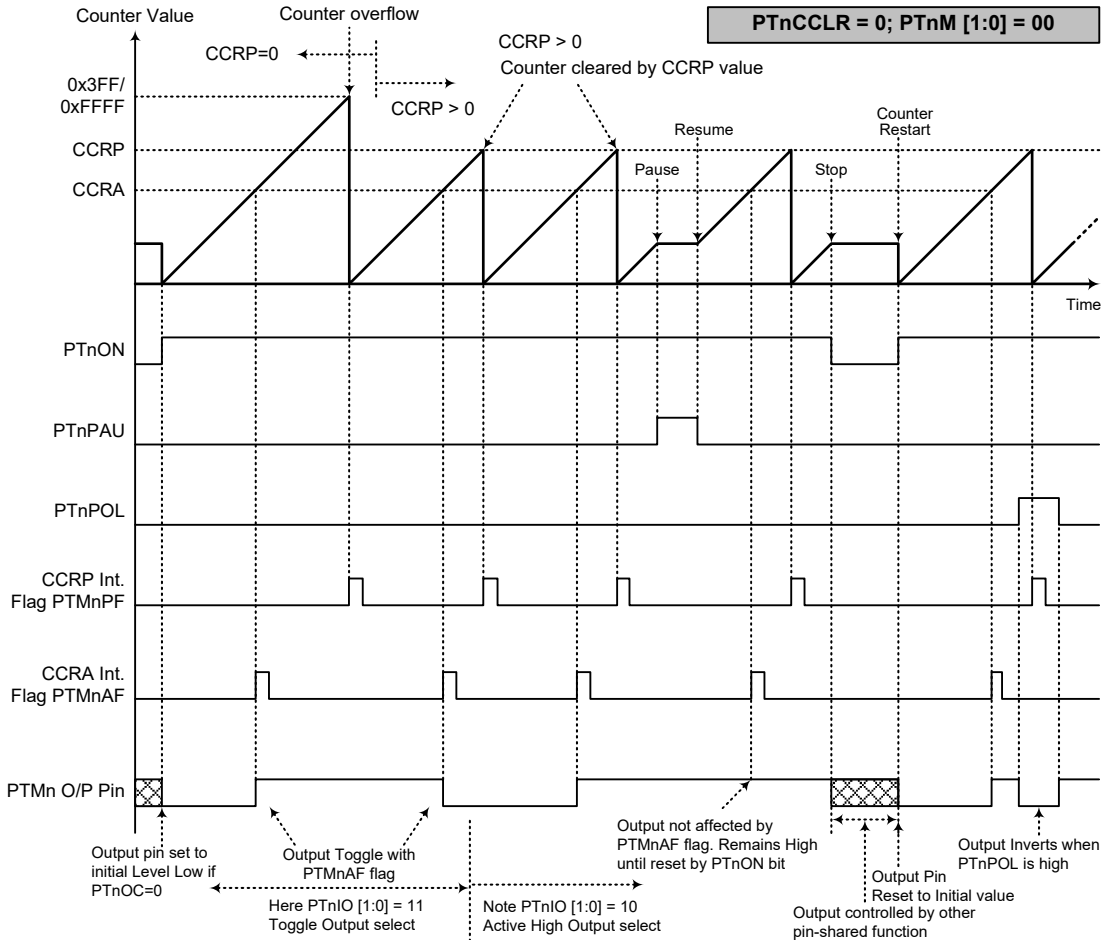 Counter Value
Counter overflow
PTnCCLR = 0; PTnM [1:0] = 00
CCRP=0
CCRP > 0
Counter cleared by CCRP value
0x3FF/
0xFFFF
CCRP > 0
CCRP
CCRA
Pause
Resume
Stop
Counter
Restart
Time
PTnON
PTnPAU
PTnPOL
CCRP Int.
Flag PTMnPF
CCRA Int.
Flag PTMnAF
PTMn O/P Pin
Output pin set to
initial Level Low if
PTnOC=0
Output Toggle with
PTMnAF flag
Here PTnIO [1:0] = 11
Toggle Output select
Note PTnIO [1:0] = 10
Active High Output select
Output not affected by
PTMnAF flag. Remains High
until reset by PTnON bit
Output Pin
Reset to Initial value
Output controlled by other
pin-shared function
Output Inverts when
PTnPOL is high